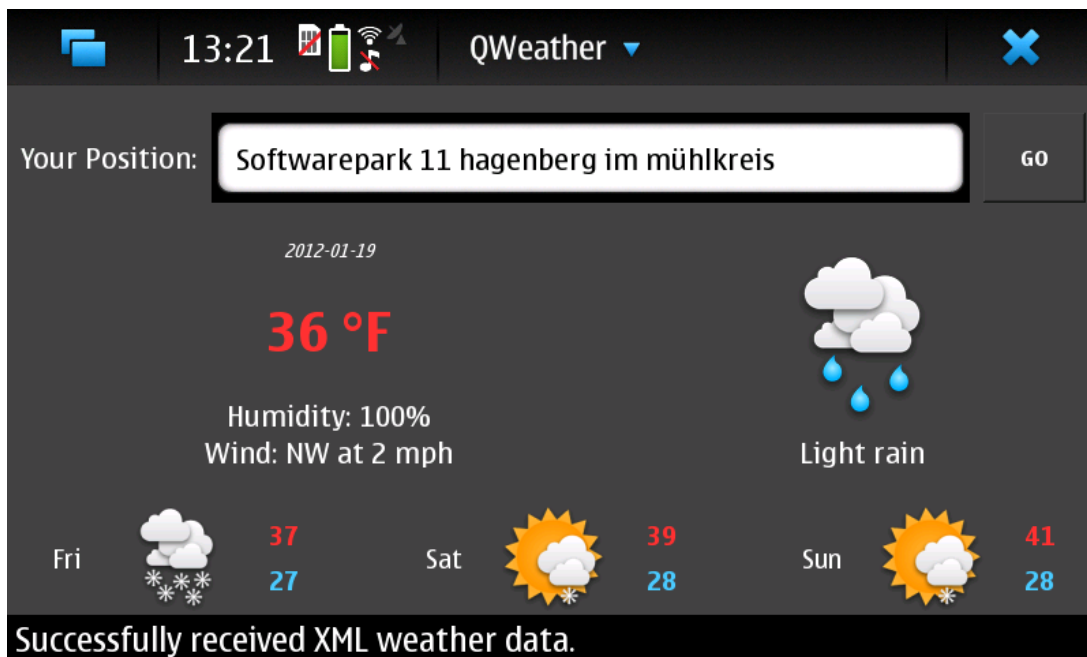 13:21 QWeather
Your Position: Softwarepark 11 hagenberg im mühlkreis GO
2012-01-19
36 °F
Humidity: 100%
Wind: NW at 2 mph Light rain
Fri 37 27 Sat 39 28 Sun 41 28
Successfully received XML weather data.